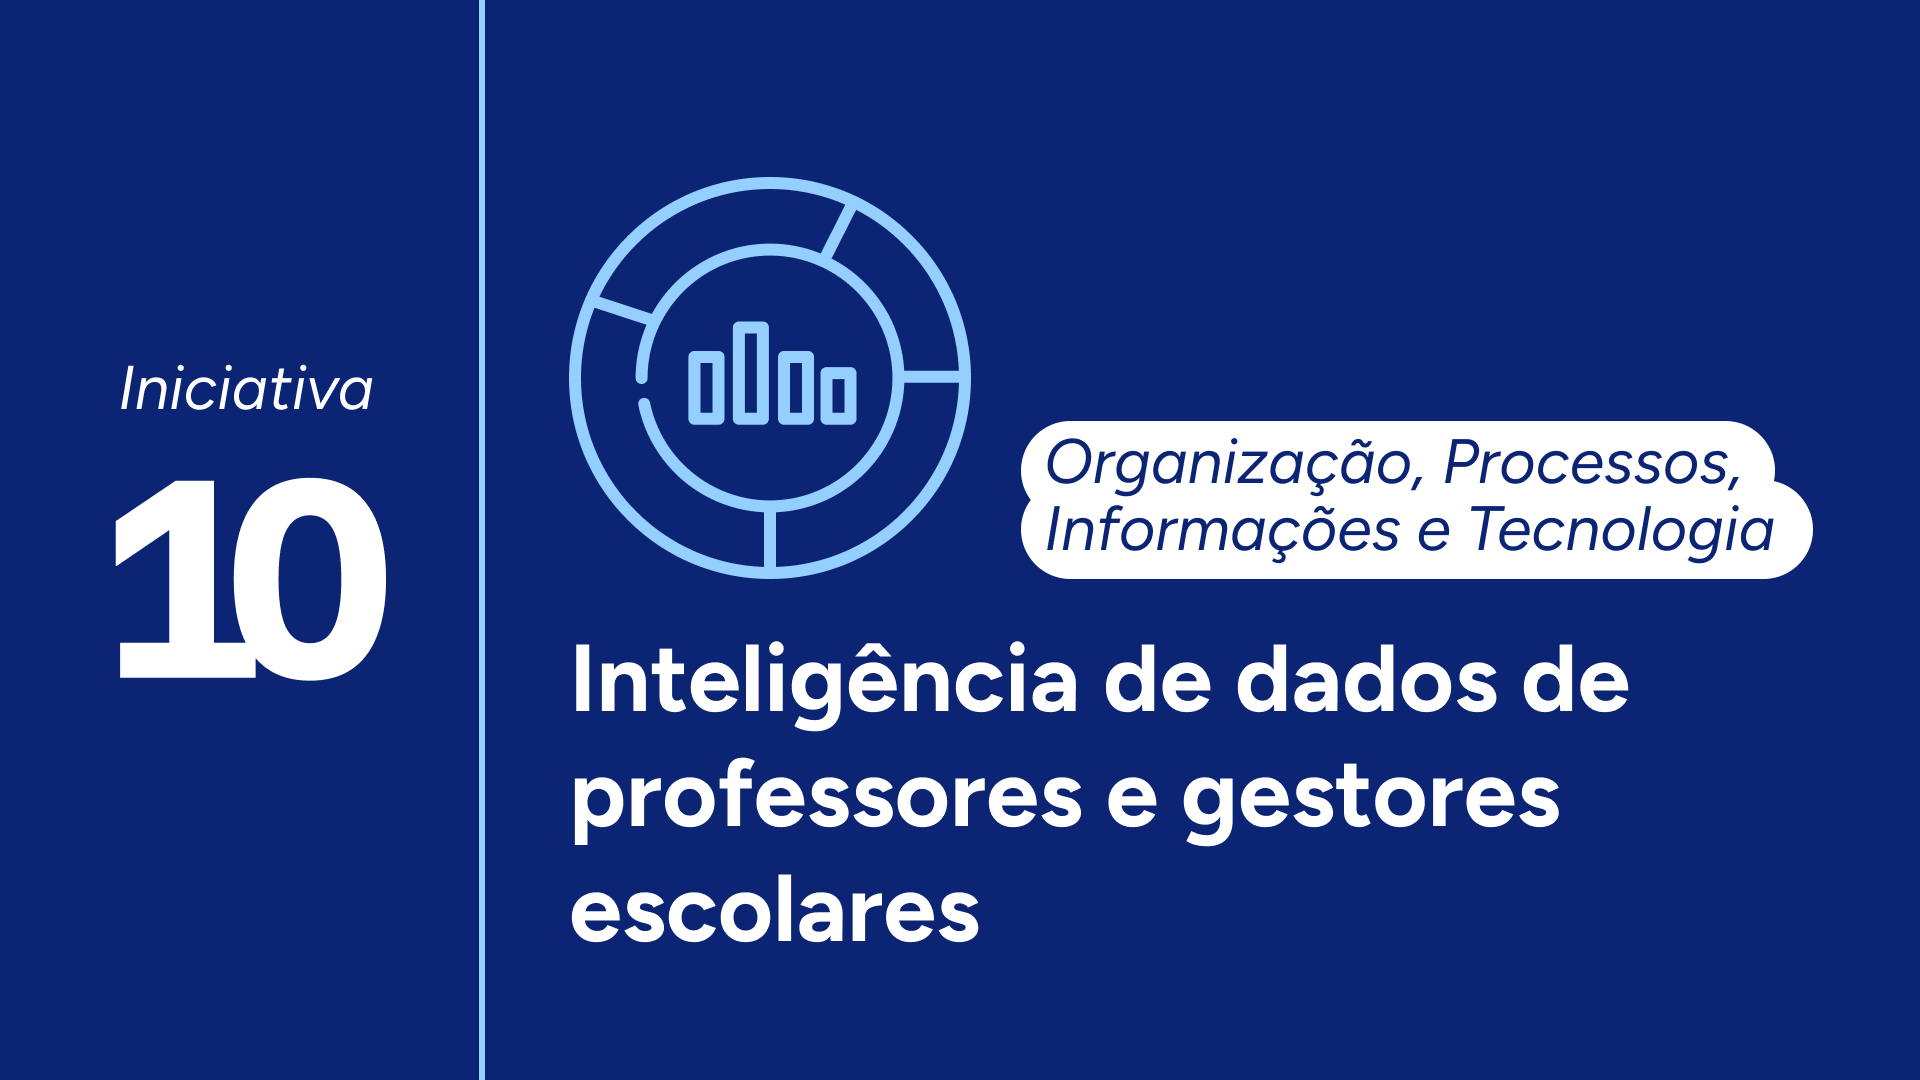 Iniciativa
10
Organização, Processos,
Informações e Tecnologia
Inteligência de dados de
professores e gestores
escolares